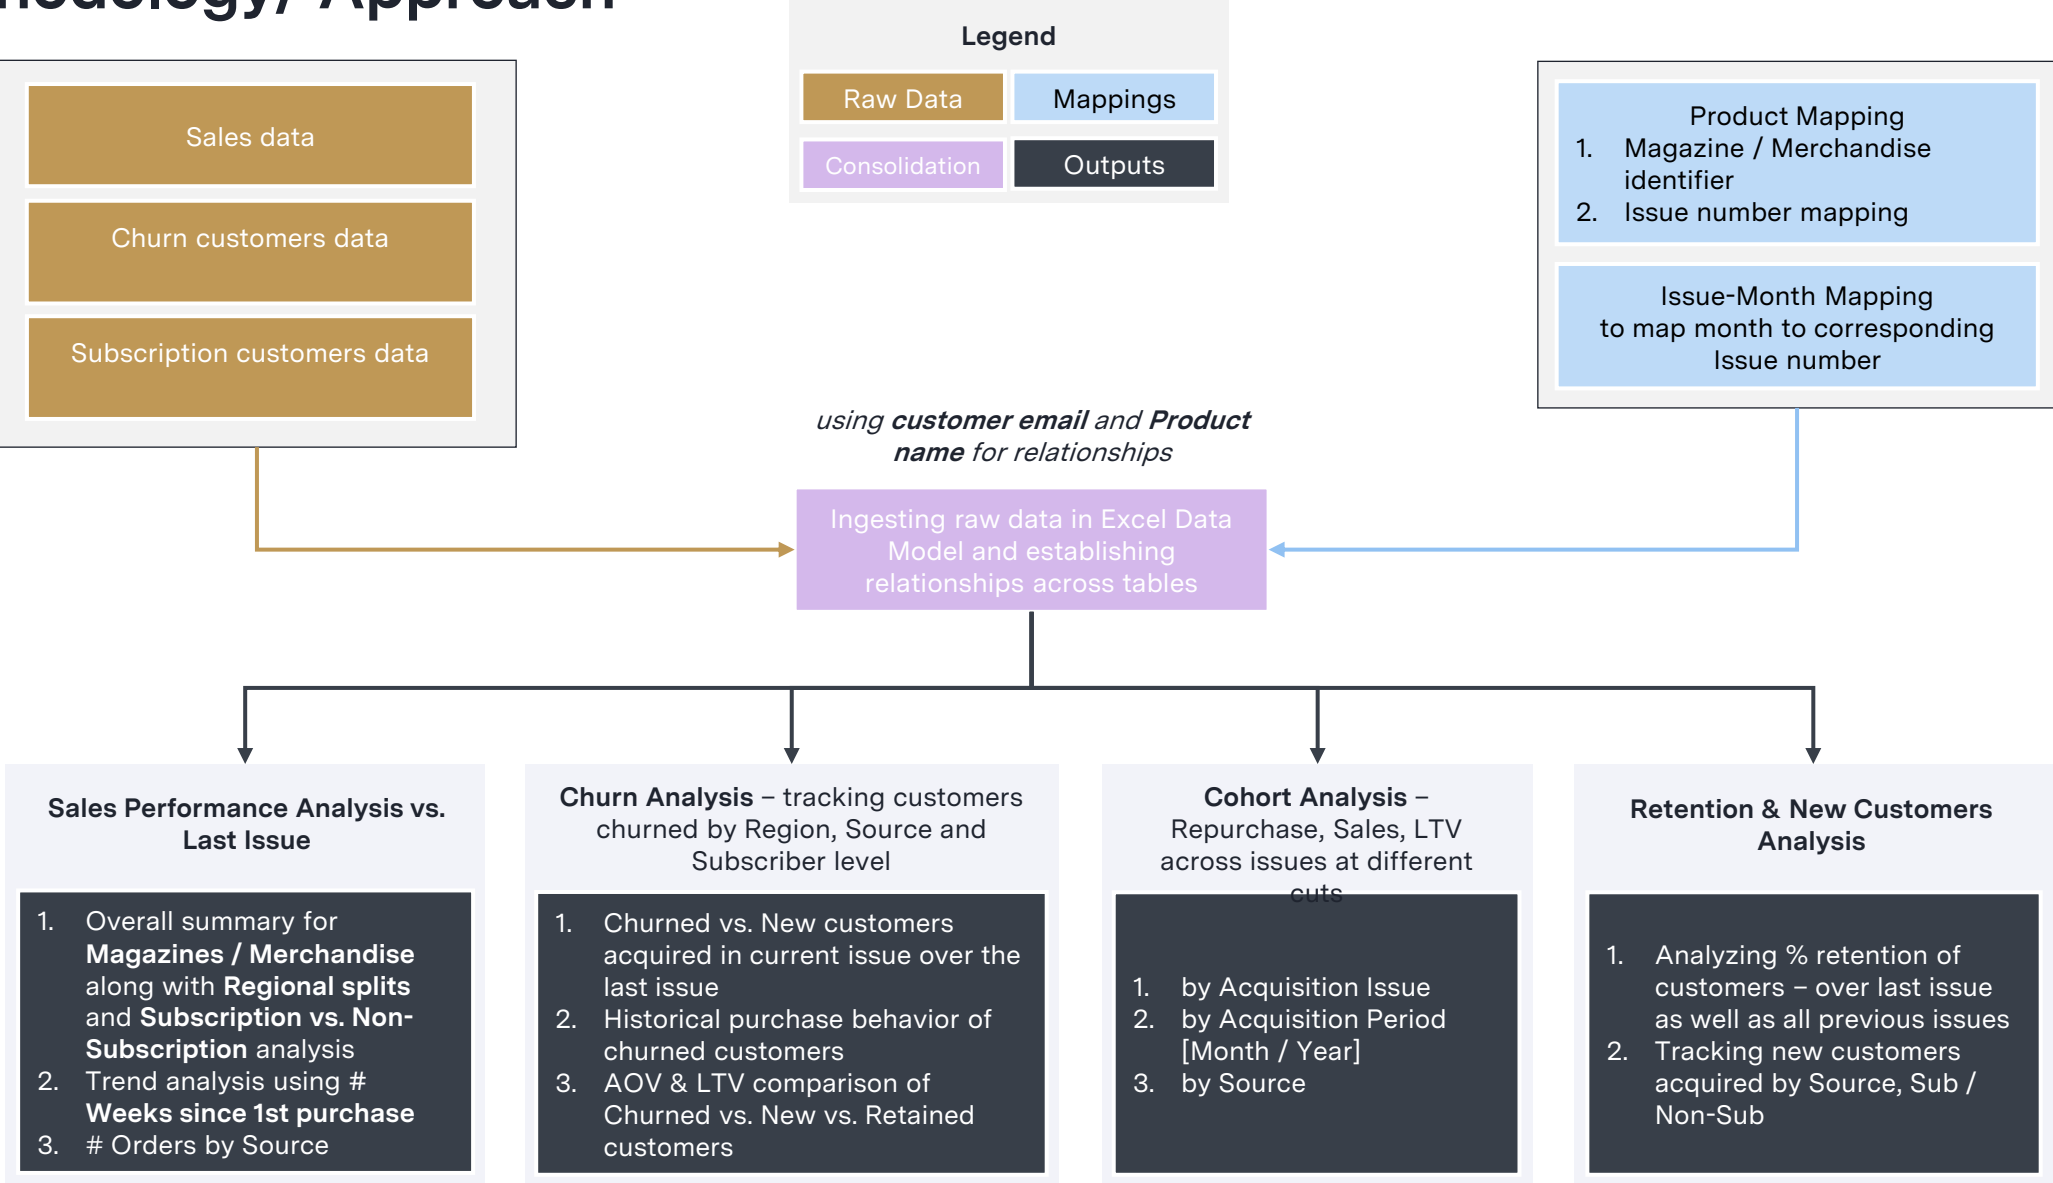 Approach
Legend
Raw Data
Mappings
Consolidation
Outputs
Sales data
Churn customers data
Subscription customers data
Product Mapping
1. Magazine / Merchandise
identifier
2. Issue number mapping
Issue-Month Mapping
to map month to corresponding
Issue number
using customer email and Product
name for relationships
Ingesting raw data in Excel Data
Model and establishing
relationships across tables
Sales Performance Analysis vs.
Last Issue
1. Overall summary for
Magazines / Merchandise
along with Regional splits
and Subscription vs. Non-
Subscription analysis
2. Trend analysis using #
Weeks since 1st purchase
3. # Orders by Source
Churn Analysis – tracking customers
churned by Region, Source and
Subscriber level
1. Churned vs. New customers
acquired in current issue over the
last issue
2. Historical purchase behavior of
churned customers
3. AOV & LTV comparison of
Churned vs. New vs. Retained
customers
Cohort Analysis –
Repurchase, Sales, LTV
across issues at different
cuts
1. by Acquisition Issue
2. by Acquisition Period
[Month / Year]
3. by Source
Retention & New Customers
Analysis
1. Analyzing % retention of
customers – over last issue
as well as all previous issues
2. Tracking new customers
acquired by Source, Sub /
Non-Sub